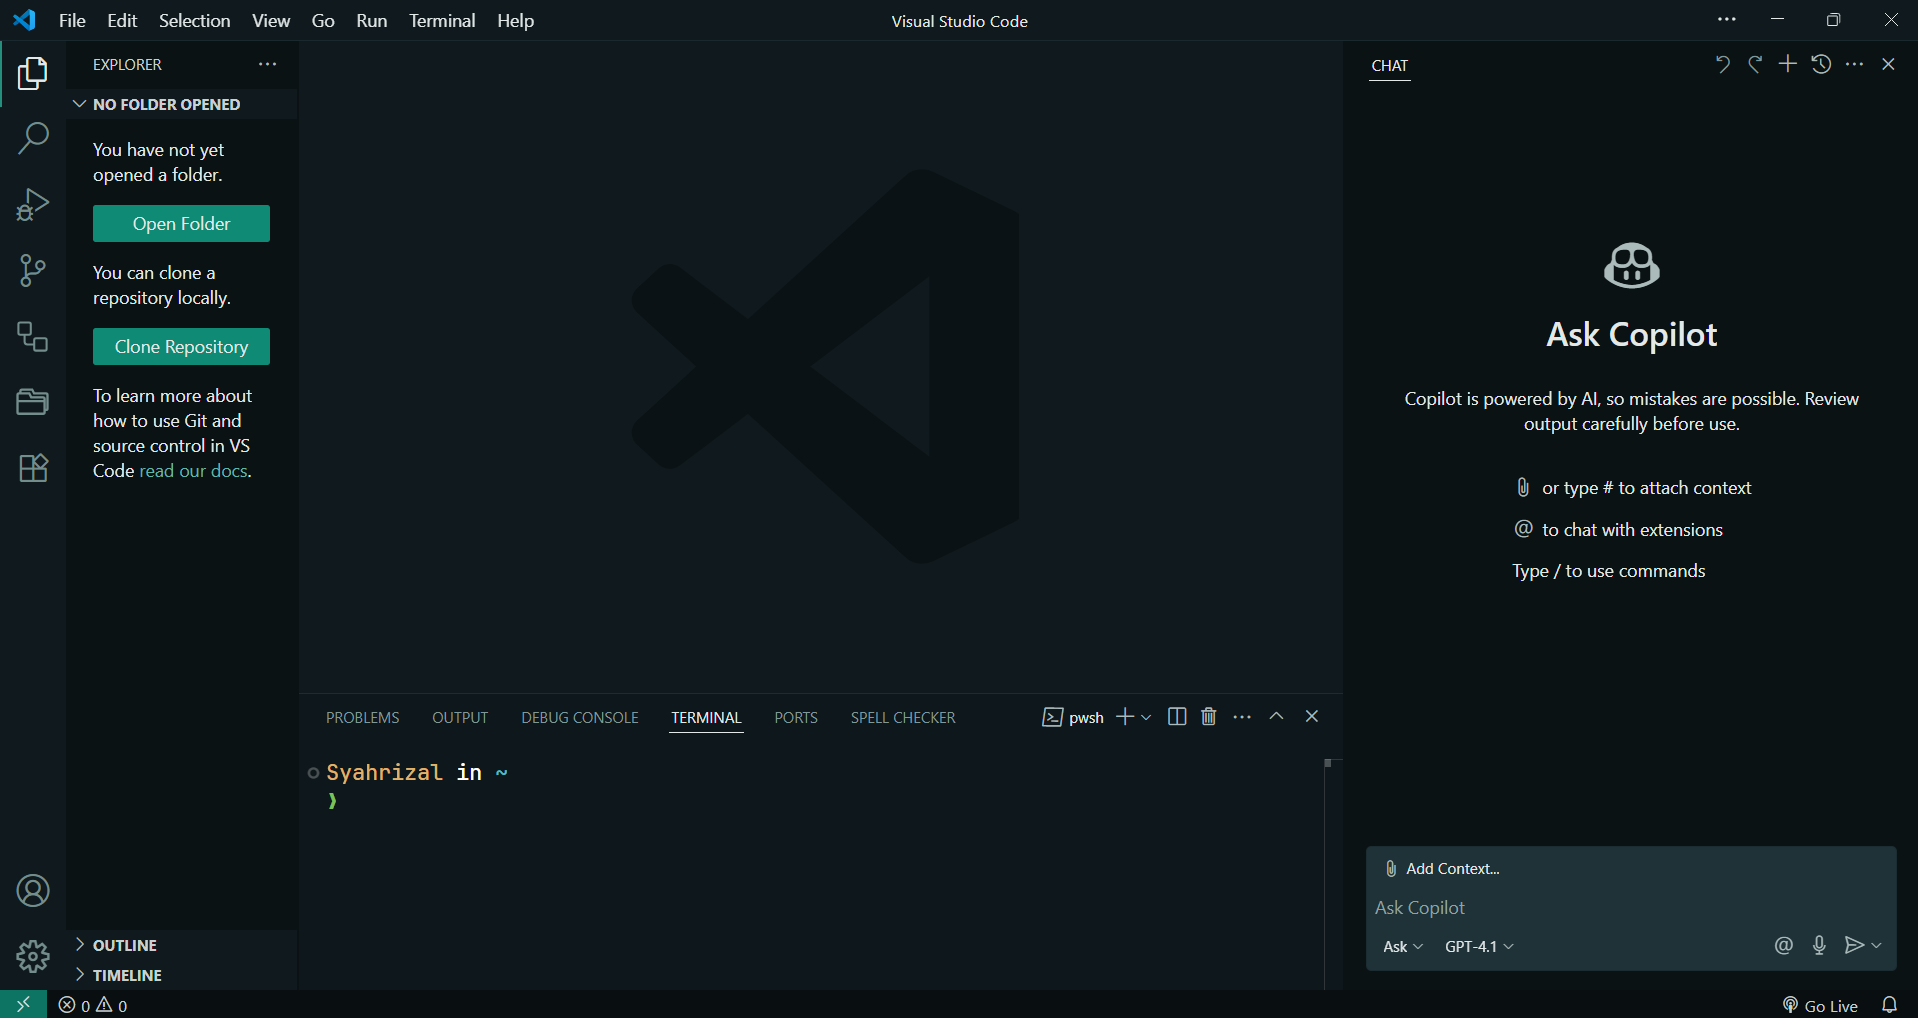 File Edit Selection View Go Run Terminal Help
Visual Studio Code
EXPLORER
NO FOLDER OPENED
You have not yet
opened a folder.
Open Folder
You can clone a
repository locally.
Clone Repository
To learn more about
how to use Git and
source control in VS
Code read our docs.
OUTLINE
TIMELINE
PROBLEMS OUTPUT DEBUG CONSOLE TERMINAL PORTS SPELL CHECKER
pwsh
Syahrizal in ~
❯
CHAT
Ask Copilot
Copilot is powered by AI, so mistakes are possible. Review
output carefully before use.
or type # to attach context
@ to chat with extensions
Type / to use commands
Add Context...
Ask Copilot
Ask GPT-4.1 @
0 0
Go Live